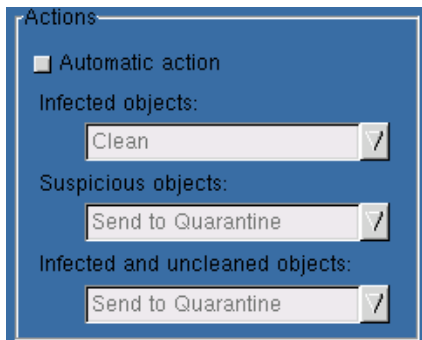 Actions
Automatic action
Infected objects:
Clean
Suspicious objects:
Send to Quarantine
Infected and uncleaned objects:
Send to Quarantine